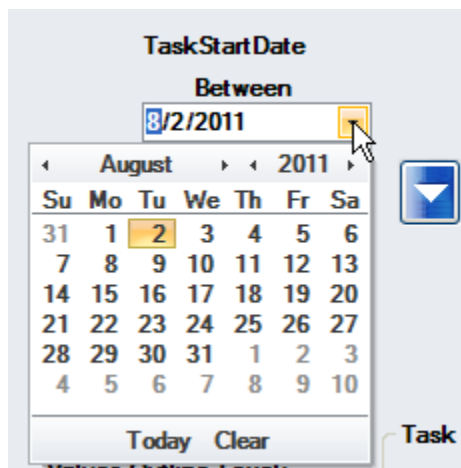 TaskStartDate
Between
8/2/2011
August 2011
Su Mo Tu We Th Fr Sa
31 1 2 3 4 5 6
7 8 9 10 11 12 13
14 15 16 17 18 19 20
21 22 23 24 25 26 27
28 29 30 31 1 2 3
4 5 6 7 8 9 10
Today Clear
Task